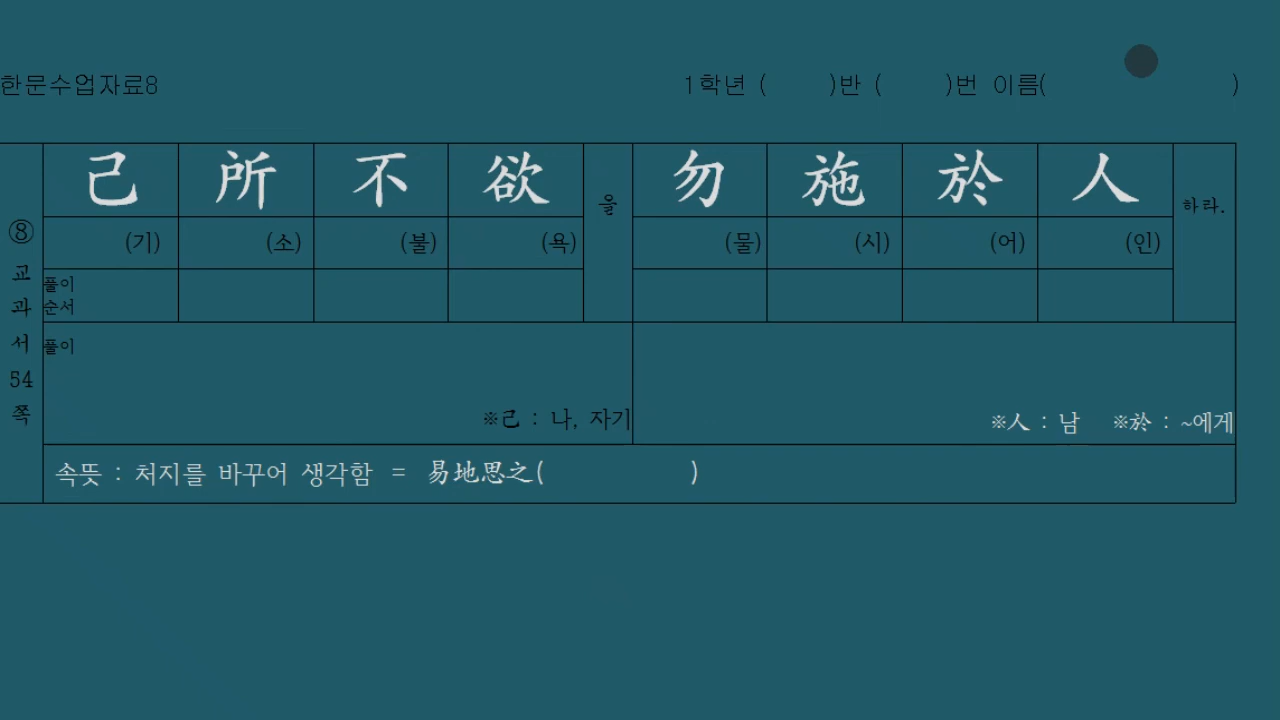 한문수업자료8
1학년 ( )반 ( )번 이름( )
⑧ 교과서 54쪽
己 所 不 欲 을 勿 施 於 人 하라.
(기) (소) (불) (욕) (물) (시) (어) (인)
풀이
순서
풀이
※己 : 나, 자기
※人 : 남 ※於 : ~에게
속뜻 : 처지를 바꾸어 생각함 = 易地思之( )